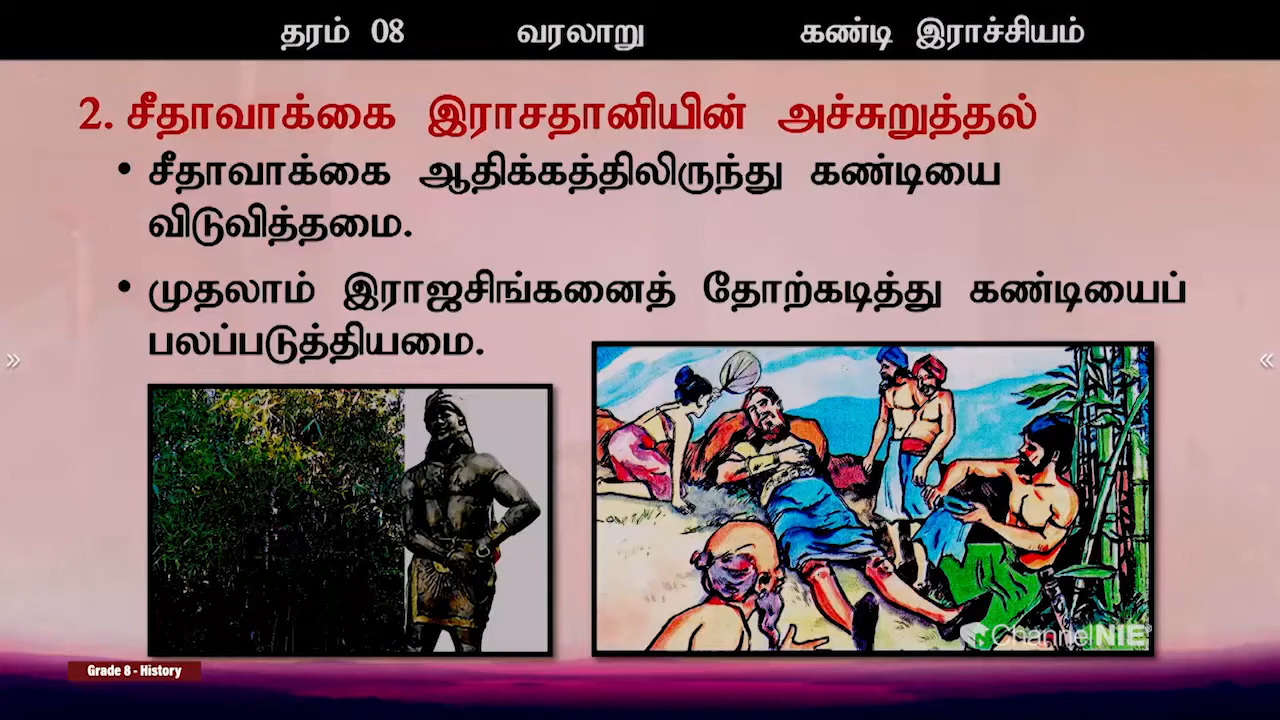 தரம் 08 வரலாறு கண்டி இராச்சியம்
2. சீதாவாக்கை இராசதானியின் அச்சுறுத்தல்
• சீதாவாக்கை ஆதிக்கத்திலிருந்து கண்டியை
விடுவித்தமை.
• முதலாம் இராஜசிங்கனைத் தோற்கடித்து கண்டியைப்
பலப்படுத்தியமை.
ChannelNIE
Grade 8 - History